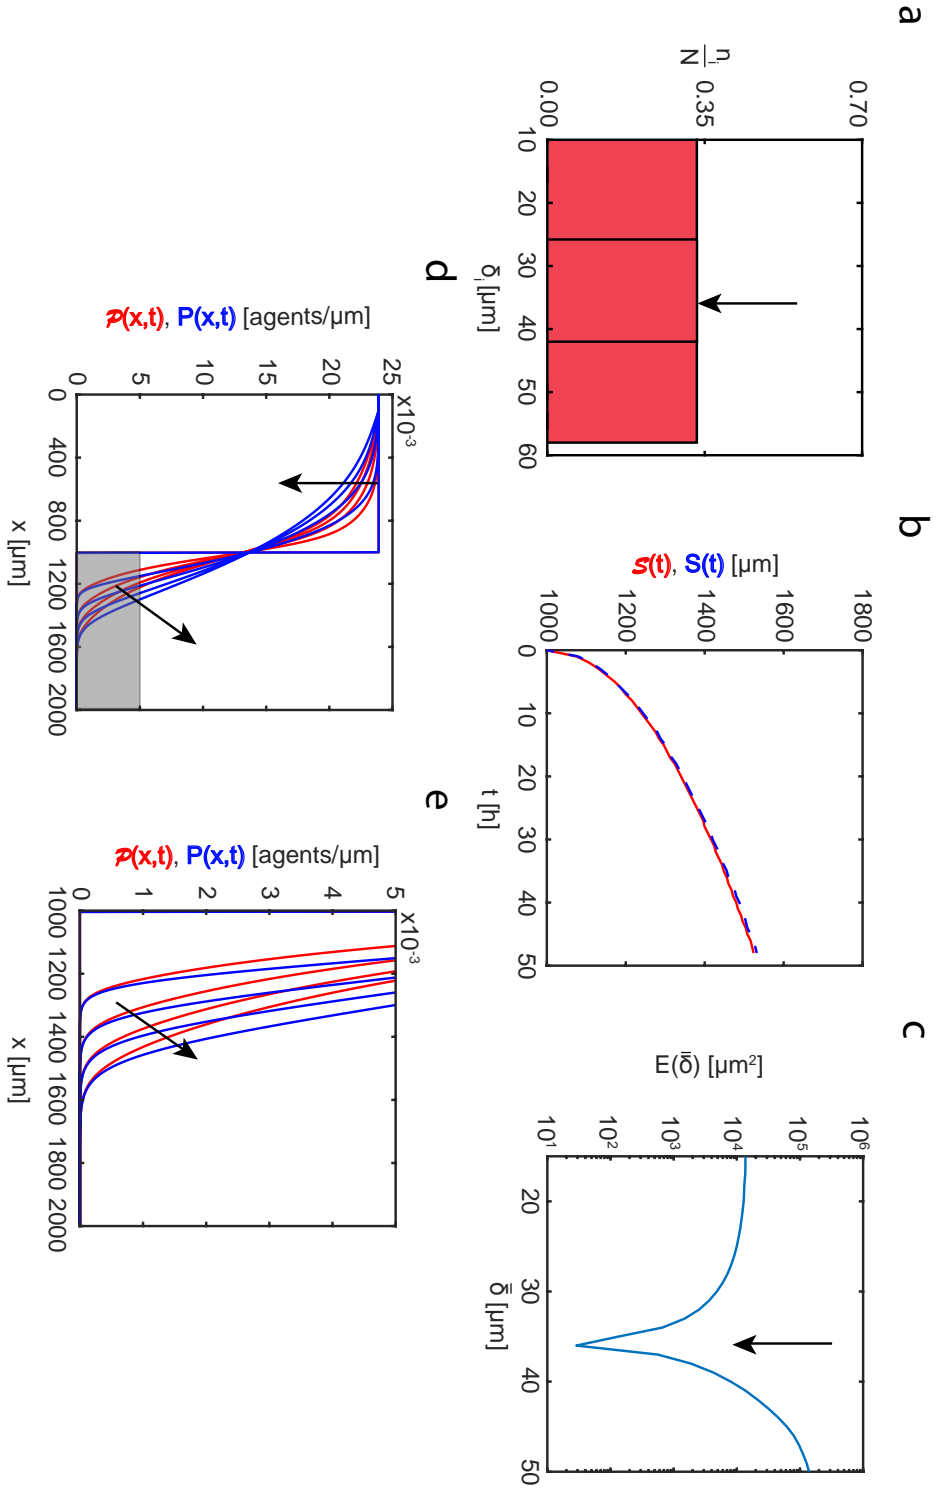 a
n_i/N
0.70
0.35
0.00
10 20 30 40 50 60
δ_i [µm]
b
S(t), S(t) [µm]
1800
1600
1400
1200
1000
0 10 20 30 40 50
t [h]
c
E(δ̄) [µm²]
10⁶
10⁵
10⁴
10³
10²
10¹
20 30 40 50
δ̄ [µm]
d
P(x,t), P(x,t) [agents/µm]
x10⁻³
25
20
15
10
5
0
0 400 800 1200 1600 2000
x [µm]
e
P(x,t), P(x,t) [agents/µm]
x10⁻³
5
4
3
2
1
0
1000 1200 1400 1600 1800 2000
x [µm]